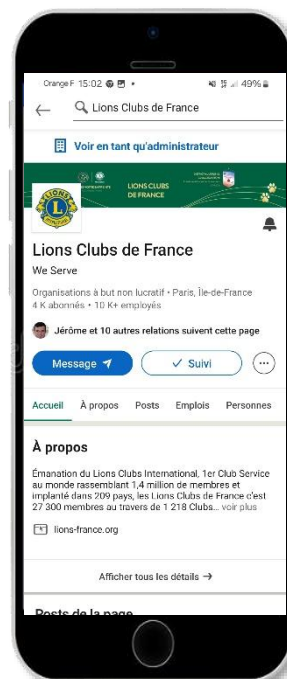 Orange F 15:02
49%
Lions Clubs de France
Voir en tant qu'administrateur
LIONS CLUBS
DE FRANCE
LIONS
L
Lions Clubs de France
We Serve
Organisations à but non lucratif • Paris, Île-de-France
4 K abonnés • 10 K+ employés
Jérôme et 10 autres relations suivent cette page
Message
Suivi
Accueil À propos Posts Emplois Personnes
À propos
Émanation du Lions Clubs International, 1er Club Service
au monde rassemblant 1,4 million de membres et
implanté dans 209 pays, les Lions Clubs de France c'est
27 300 membres au travers de 1 218 Clubs... voir plus
lions-france.org
Afficher tous les détails →
Posts de la page